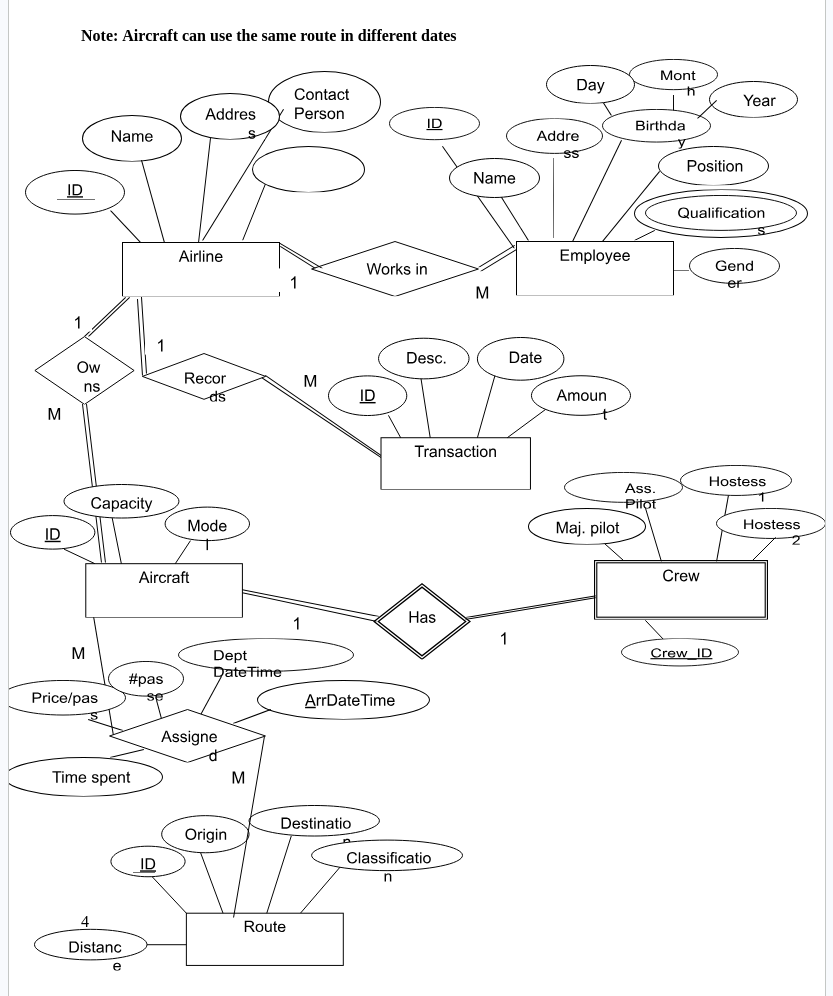 Note: Aircraft can use the same route in different dates
Contact
Person
Addres
s
Name
ID
Day
Mont
h
Year
Birthda
y
ID
Addre
ss
Name
Position
Qualification
s
Gend
er
Airline
Works in
Employee
1
M
1
1
Ow
ns
M
Recor
ds
M
Desc.
Date
ID
Amoun
t
Transaction
Capacity
ID
Mode
l
Aircraft
Ass.
Pilot
Hostess
1
Maj. pilot
Hostess
2
Crew
Has
1
1
Crew_ID
M
Dept
DateTime
#pas
se
Price/pas
s
ArrDateTime
Assigne
d
Time spent
M
Origin
Destinatio
n
ID
Classificatio
n
4
Distanc
e
Route